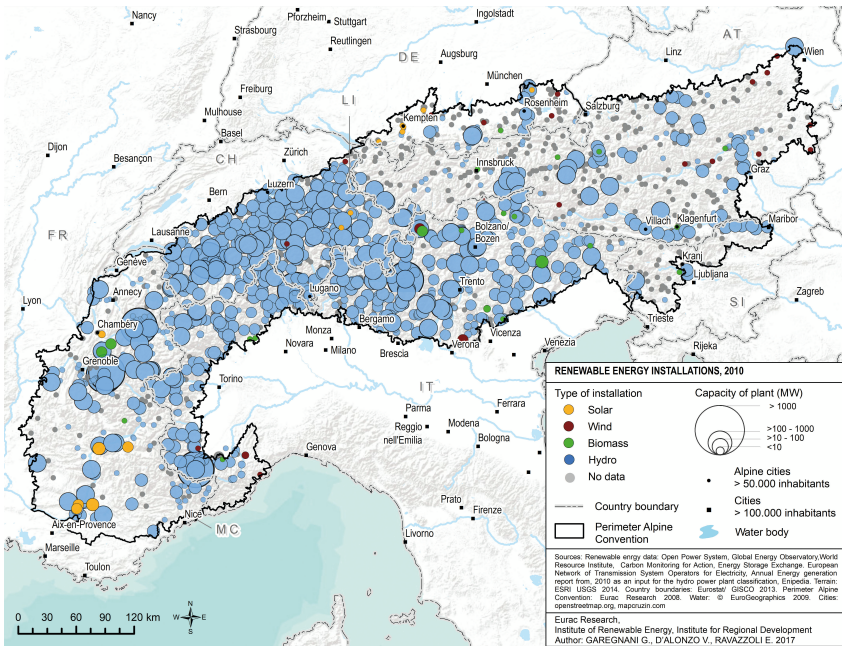 Nancy
Pforzheim
Stuttgart
Ingolstadt
Strasbourg
Reutlingen
AT
DE
Augsburg
Linz
Wien
München
Freiburg
LI
Rosenheim
Salzburg
Mulhouse
Kempten
Basel
Dijon
Zürich
Besançon
CH
Innsbruck
Graz
Luzern
Bern
Bolzano/
Bozen
Villach
Klagenfurt
Maribor
FR
Lausanne
Kranj
Genève
Trento
Ljubljana
Lugano
Annecy
SI
Zagreb
Lyon
Bergamo
Trieste
Chambéry
Monza
Vicenza
Novara
Milano
Brescia
Verona
Venezia
Rijeka
Grenoble
Torino
IT
Ferrara
Parma
Reggio
nell'Emilia
Modena
Bologna
Genova
Prato
Firenze
Nice
MC
Aix-en-Provence
Livorno
Marseille
Toulon
N
W
E
S
0 30 60 90 120 km
RENEWABLE ENERGY INSTALLATIONS, 2010
Type of installation
Solar
Wind
Biomass
Hydro
No data
Capacity of plant (MW)
> 1000
>100 - 1000
>10 - 100
<10
Alpine cities
> 50.000 inhabitants
Cities
> 100.000 inhabitants
Country boundary
Perimeter Alpine
Convention
Water body
Sources: Renewable enrgy data: Open Power System, Global Energy Observatory,World
Resource Institute, Carbon Monitoring for Action, Energy Storage Exchange. European
Network of Transmission System Operators for Electricity, Annual Energy generation
report from, 2010 as an input for the hydro power plant classification, Enipedia. Terrain:
ESRI USGS 2014. Country boundaries: Eurostat/ GISCO 2013. Perimeter Alpine
Convention: Eurac Research 2008. Water: © EuroGeographics 2009. Cities:
openstreetmap.org, mapcruzin.com
Eurac Research,
Institute of Renewable Energy, Institute for Regional Development
Author: GAREGNANI G., D'ALONZO V., RAVAZZOLI E. 2017